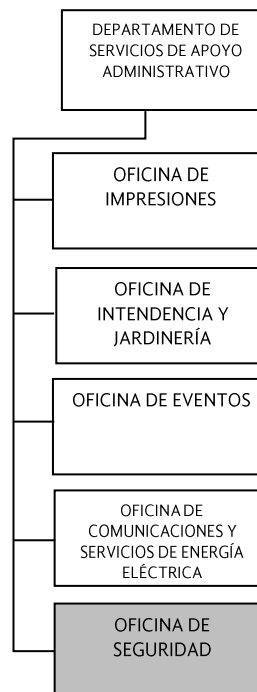 DEPARTAMENTO DE
SERVICIOS DE APOYO
ADMINISTRATIVO
OFICINA DE
IMPRESIONES
OFICINA DE
INTENDENCIA Y
JARDINERÍA
OFICINA DE EVENTOS
OFICINA DE
COMUNICACIONES Y
SERVICIOS DE ENERGÍA
ELÉCTRICA
OFICINA DE
SEGURIDAD